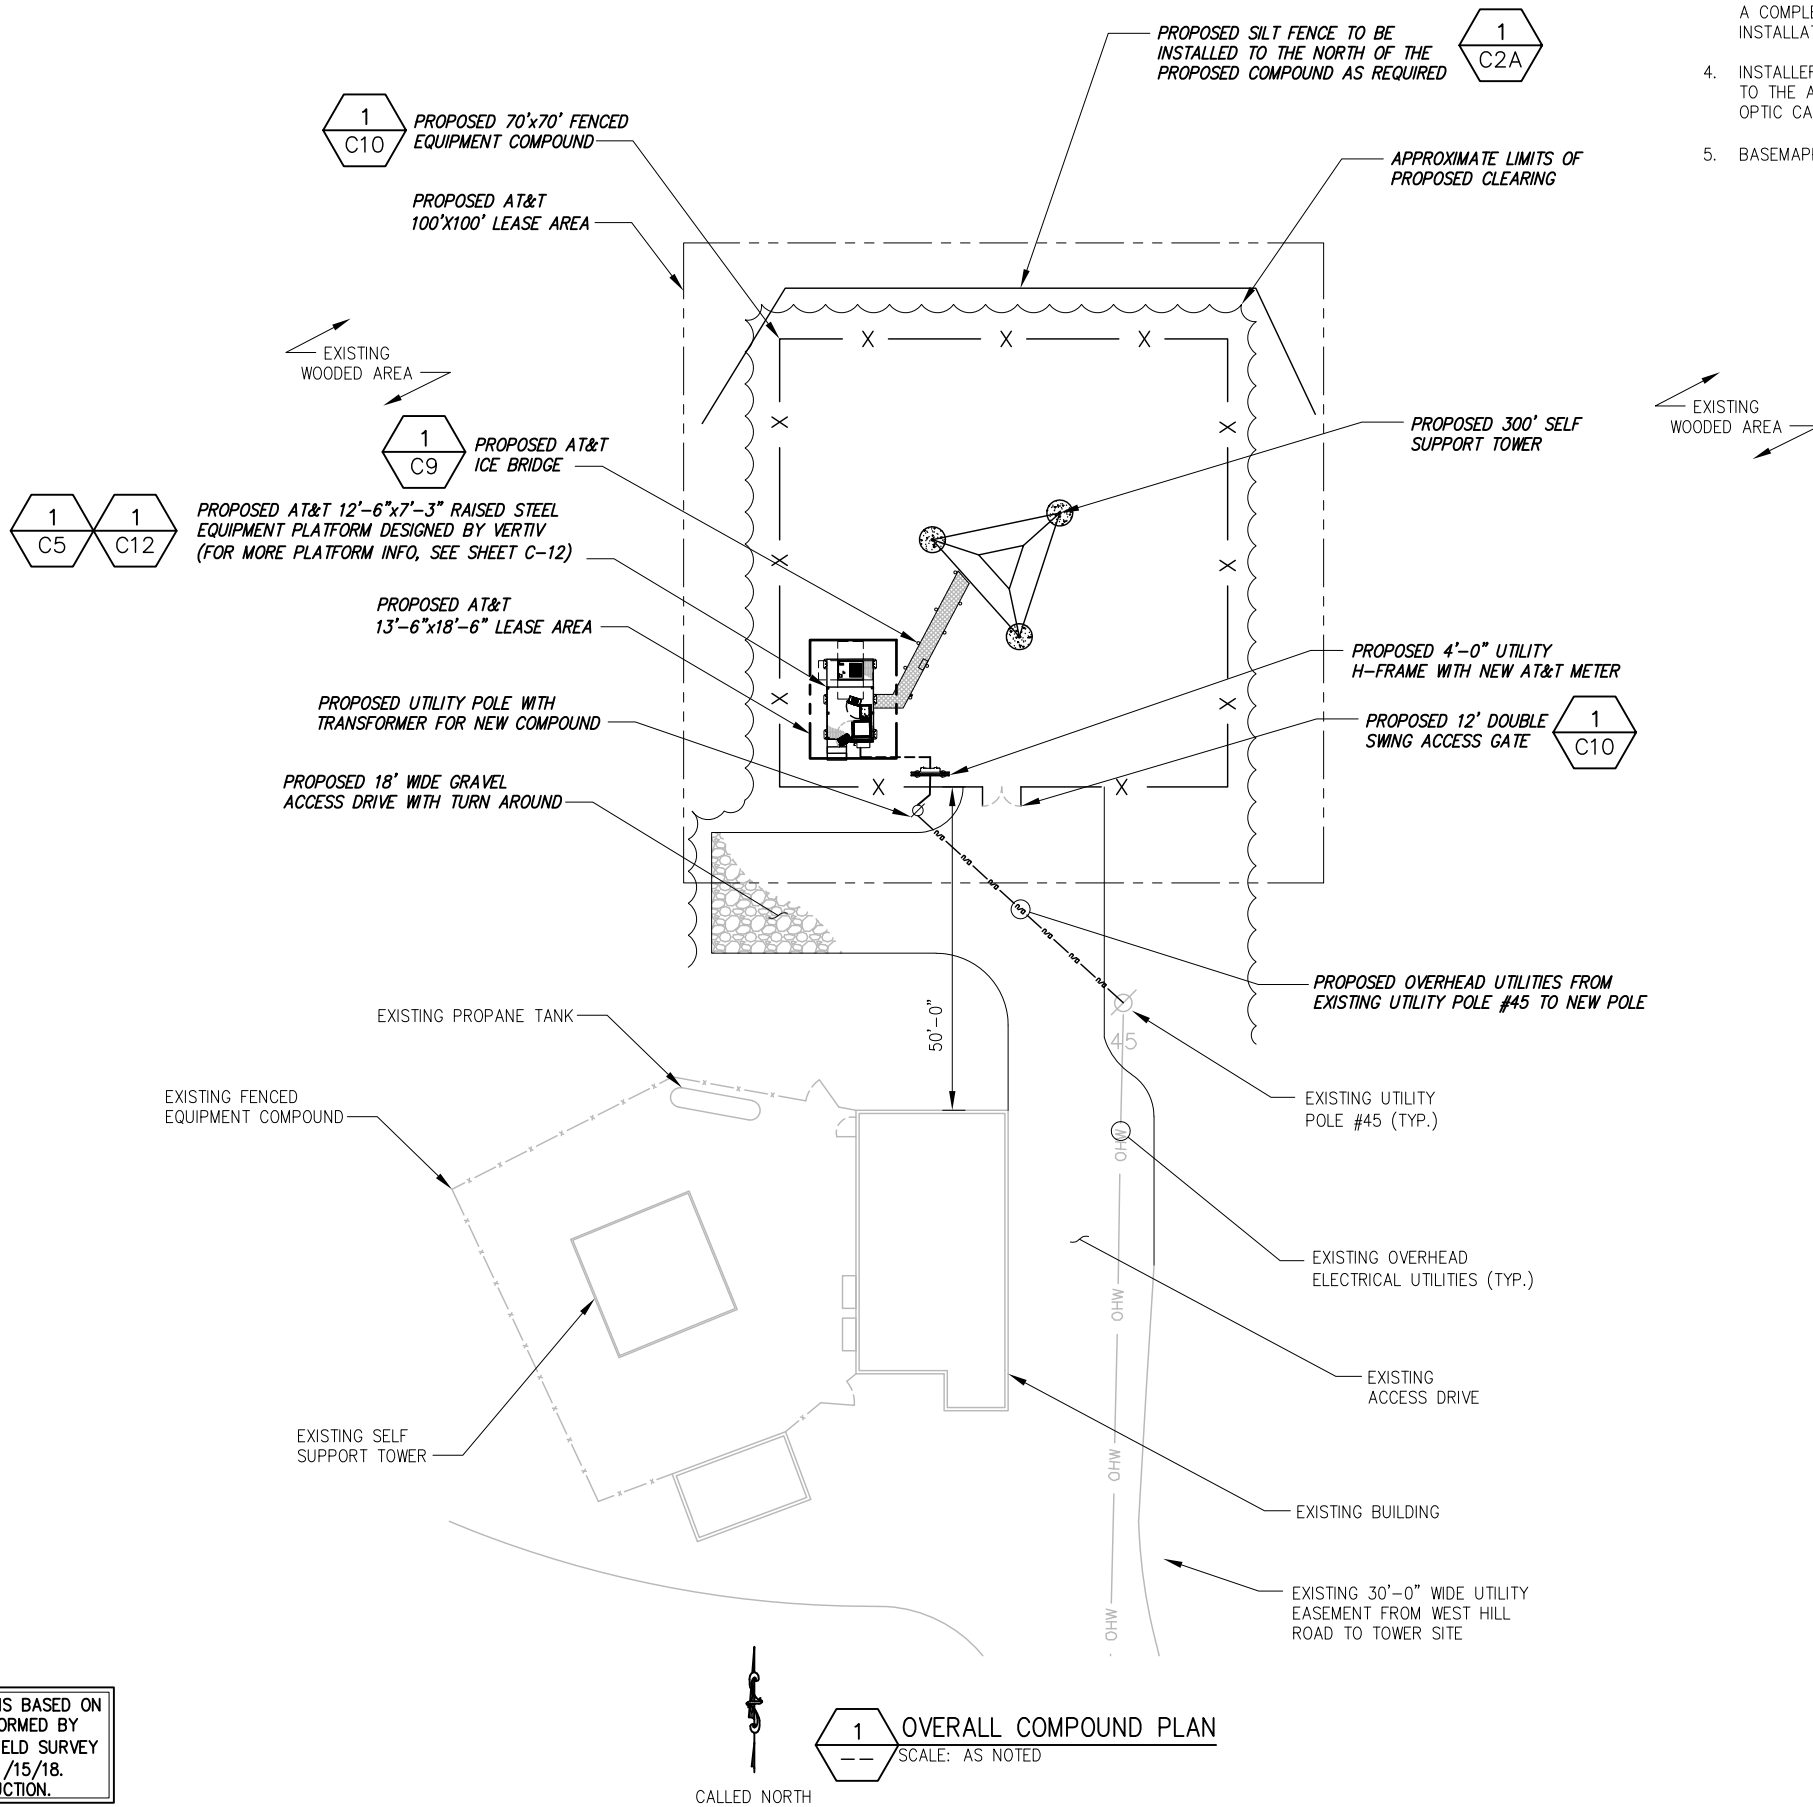 A COMPLE
INSTALLA
4. INSTALLER
TO THE A
OPTIC CA
5. BASEMAP
PROPOSED SILT FENCE TO BE
INSTALLED TO THE NORTH OF THE
PROPOSED COMPOUND AS REQUIRED
1
C2A
1
C10
PROPOSED 70'x70' FENCED
EQUIPMENT COMPOUND
APPROXIMATE LIMITS OF
PROPOSED CLEARING
PROPOSED AT&T
100'X100' LEASE AREA
EXISTING
WOODED AREA
X X X
X
X
X
X
X
X
X
X
EXISTING
WOODED AREA
1
C9
PROPOSED AT&T
ICE BRIDGE
PROPOSED 300' SELF
SUPPORT TOWER
1
C5
1
C12
PROPOSED AT&T 12'-6"x7'-3" RAISED STEEL
EQUIPMENT PLATFORM DESIGNED BY VERTIV
(FOR MORE PLATFORM INFO, SEE SHEET C-12)
PROPOSED AT&T
13'-6"x18'-6" LEASE AREA
PROPOSED 4'-0" UTILITY
H-FRAME WITH NEW AT&T METER
PROPOSED UTILITY POLE WITH
TRANSFORMER FOR NEW COMPOUND
PROPOSED 12' DOUBLE
SWING ACCESS GATE
1
C10
PROPOSED 18' WIDE GRAVEL
ACCESS DRIVE WITH TURN AROUND
PROPOSED OVERHEAD UTILITIES FROM
EXISTING UTILITY POLE #45 TO NEW POLE
EXISTING PROPANE TANK
50'-0"
45
EXISTING FENCED
EQUIPMENT COMPOUND
EXISTING UTILITY
POLE #45 (TYP.)
OHW
EXISTING OVERHEAD
ELECTRICAL UTILITIES (TYP.)
OHW
EXISTING
ACCESS DRIVE
EXISTING SELF
SUPPORT TOWER
OHW
EXISTING BUILDING
EXISTING 30'-0" WIDE UTILITY
EASEMENT FROM WEST HILL
ROAD TO TOWER SITE
OHW
IS BASED ON
ORMED BY
ELD SURVEY
/15/18.
UCTION.
CALLED NORTH
1
--
OVERALL COMPOUND PLAN
SCALE: AS NOTED